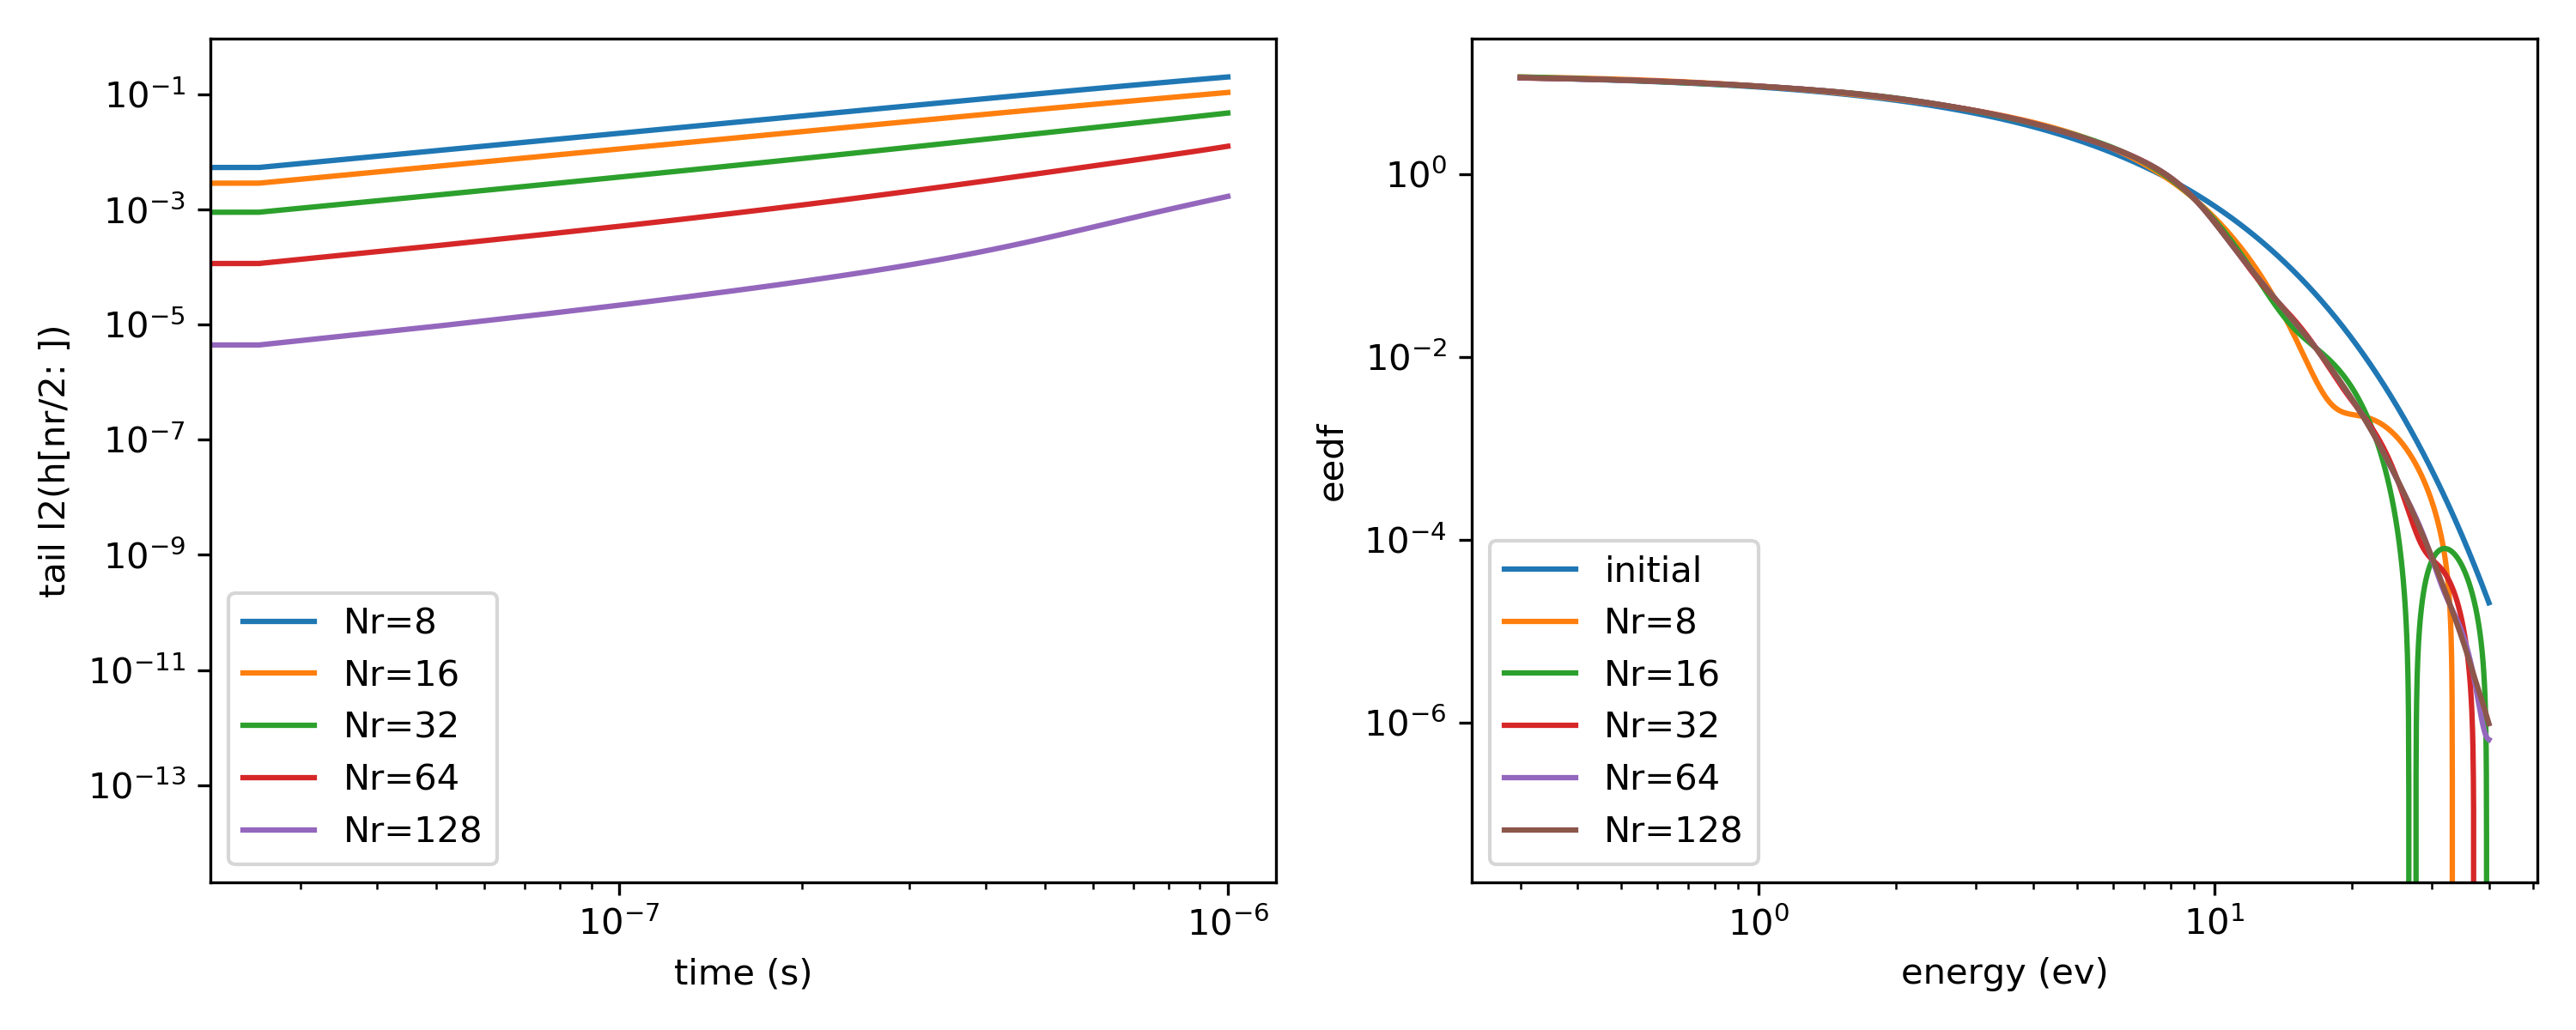 tail l2(h[nr/2: ])
10⁻¹
10⁻³
10⁻⁵
10⁻⁷
10⁻⁹
10⁻¹¹
10⁻¹³
Nr=8
Nr=16
Nr=32
Nr=64
Nr=128
10⁻⁷
10⁻⁶
time (s)
eedf
10⁰
10⁻²
10⁻⁴
10⁻⁶
initial
Nr=8
Nr=16
Nr=32
Nr=64
Nr=128
10⁰
10¹
energy (ev)